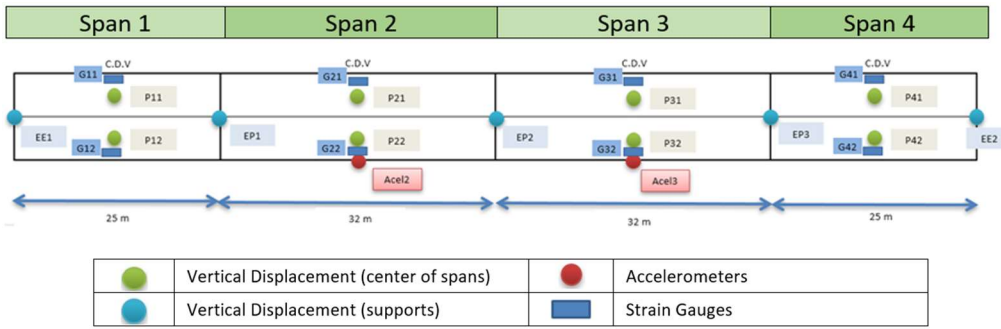 Span 1 Span 2 Span 3 Span 4
C.D.V C.D.V C.D.V C.D.V
G11 G21 G31 G41
P11 P21 P31 P41
EE1 P12 EP1 P22 EP2 P32 EP3 P42 EE2
G12 G22 G32 G42
Acel2 Acel3
25 m 32 m 32 m 25 m
Vertical Displacement (center of spans) Accelerometers
Vertical Displacement (supports) Strain Gauges